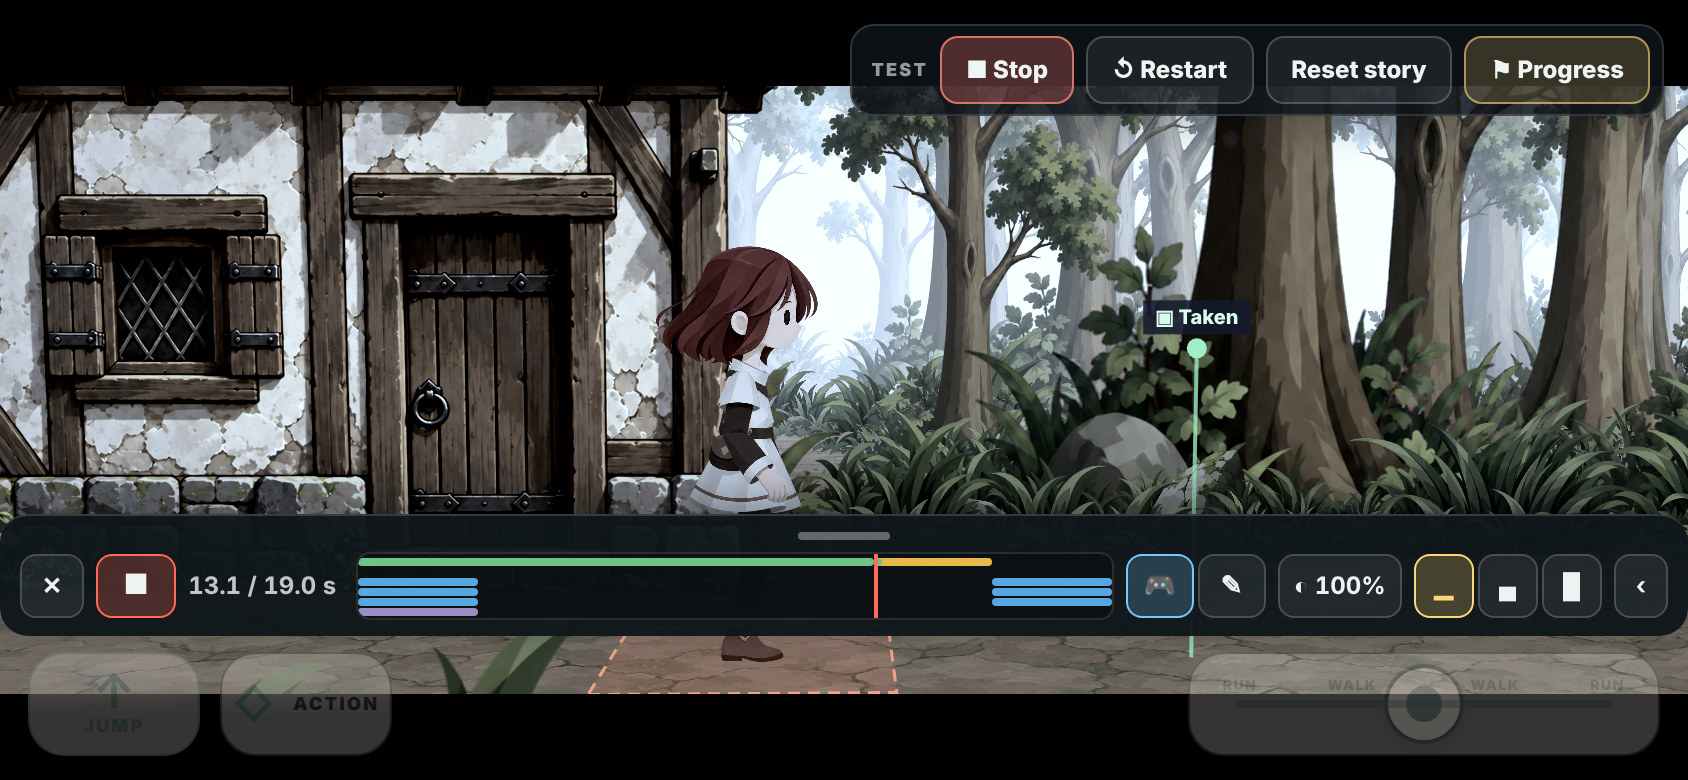 TEST
Stop
Restart
Reset story
Progress
Taken
13.1 / 19.0 s
100%
JUMP
ACTION
RUN WALK WALK RUN